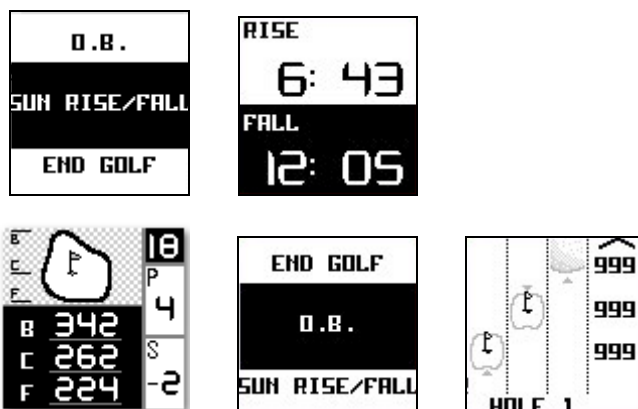 O.B.
SUN RISE/FALL
END GOLF
RISE
6: 43
FALL
12: 05
B
C
F
18
P
4
S
-2
B 342
C 262
F 224
END GOLF
O.B.
SUN RISE/FALL
999
999
999
HOLE 1